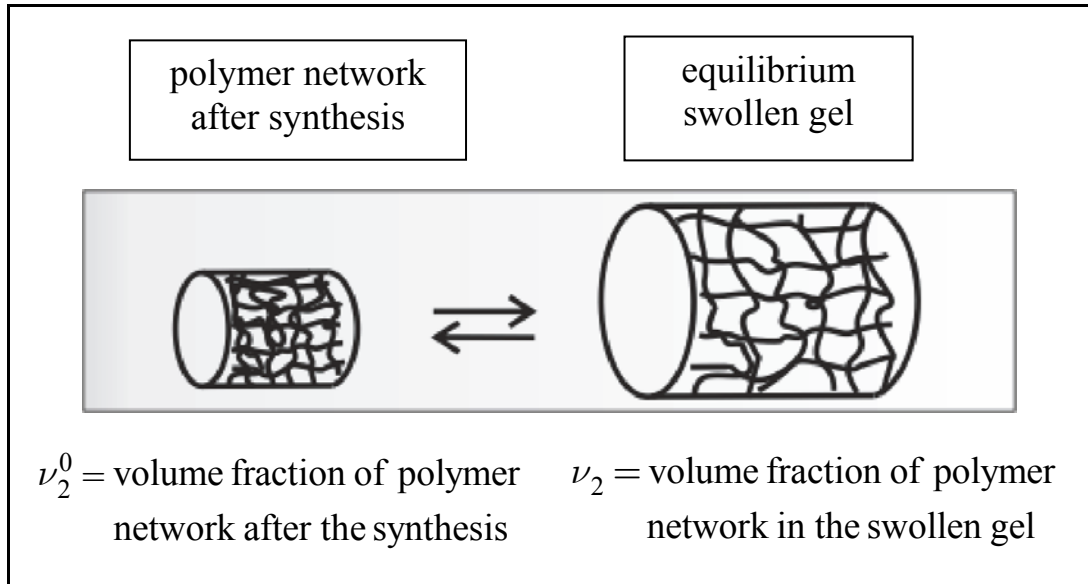 polymer network
after synthesis
equilibrium
swollen gel
ν₂⁰ = volume fraction of polymer
network after the synthesis
ν₂ = volume fraction of polymer
network in the swollen gel